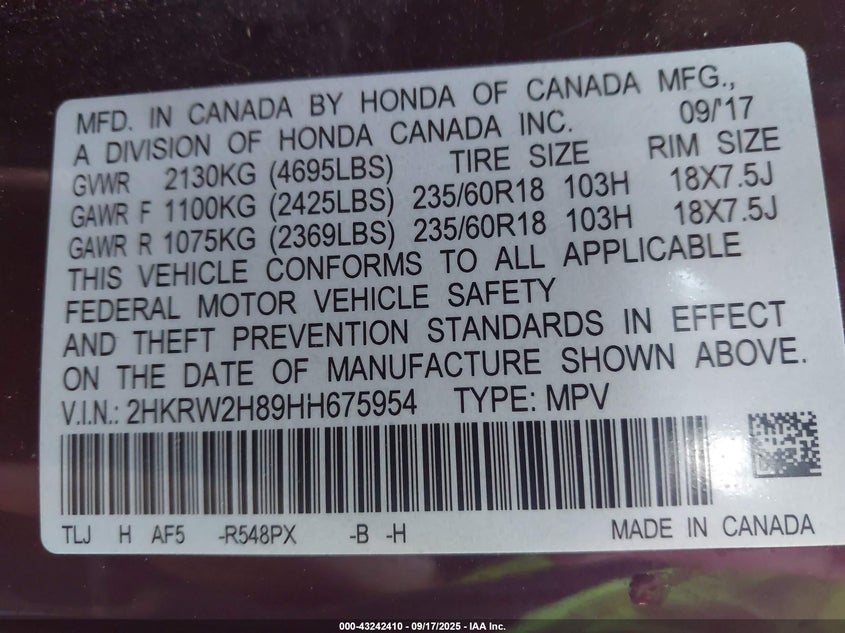 MFD. IN CANADA BY HONDA OF CANADA MFG.,
A DIVISION OF HONDA CANADA INC. 09/'17
GVWR 2130KG (4695LBS) TIRE SIZE RIM SIZE
GAWR F 1100KG (2425LBS) 235/60R18 103H 18X7.5J
GAWR R 1075KG (2369LBS) 235/60R18 103H 18X7.5J
THIS VEHICLE CONFORMS TO ALL APPLICABLE
FEDERAL MOTOR VEHICLE SAFETY
AND THEFT PREVENTION STANDARDS IN EFFECT
ON THE DATE OF MANUFACTURE SHOWN ABOVE.
V.I.N.: 2HKRW2H89HH675954 TYPE: MPV
TLJ H AF5 -R548PX -B -H MADE IN CANADA
000-43242410 - 09/17/2025 - IAA Inc.